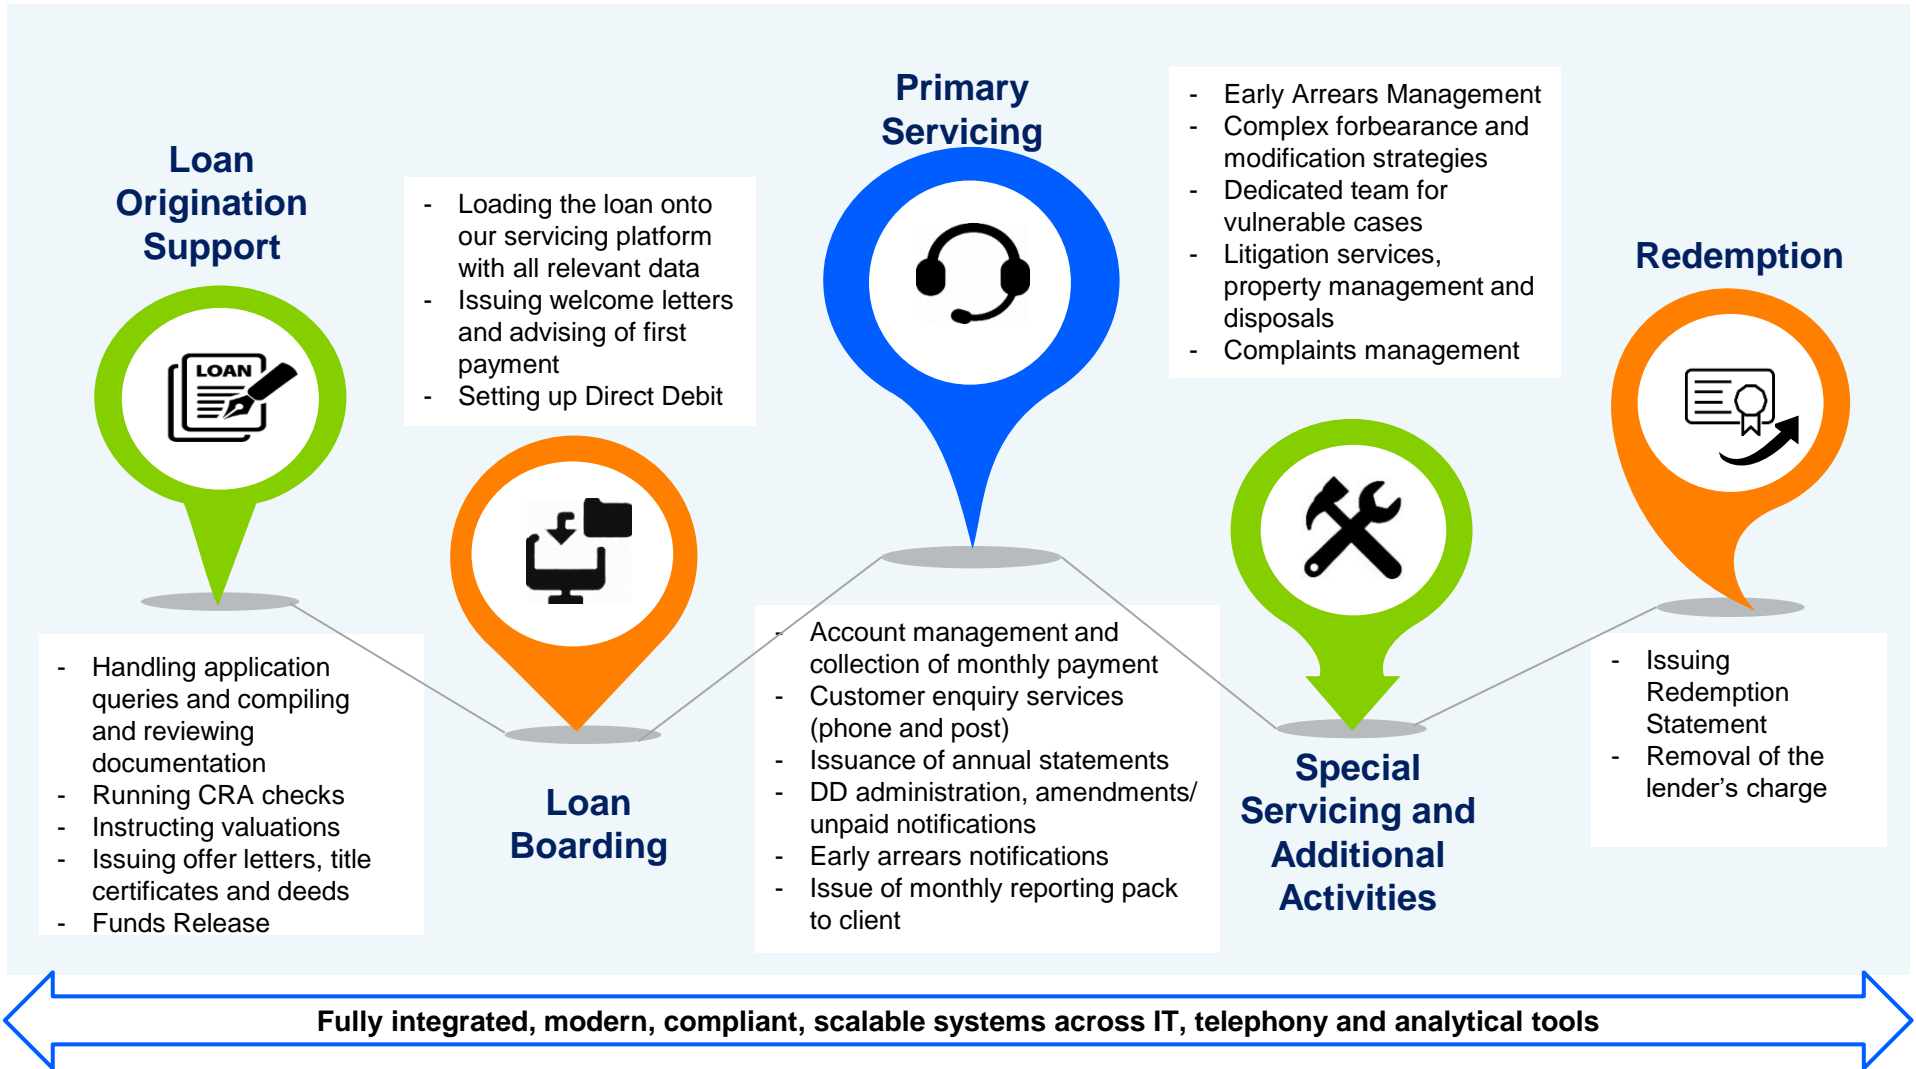 Loan
Origination
Support
LOAN
- Handling application
queries and compiling
and reviewing
documentation
- Running CRA checks
- Instructing valuations
- Issuing offer letters, title
certificates and deeds
- Funds Release
- Loading the loan onto
our servicing platform
with all relevant data
- Issuing welcome letters
and advising of first
payment
- Setting up Direct Debit
Loan
Boarding
Primary
Servicing
- Account management and
collection of monthly payment
- Customer enquiry services
(phone and post)
- Issuance of annual statements
- DD administration, amendments/
unpaid notifications
- Early arrears notifications
- Issue of monthly reporting pack
to client
- Early Arrears Management
- Complex forbearance and
modification strategies
- Dedicated team for
vulnerable cases
- Litigation services,
property management and
disposals
- Complaints management
Special
Servicing and
Additional
Activities
Redemption
- Issuing
Redemption
Statement
- Removal of the
lender’s charge
Fully integrated, modern, compliant, scalable systems across IT, telephony and analytical tools